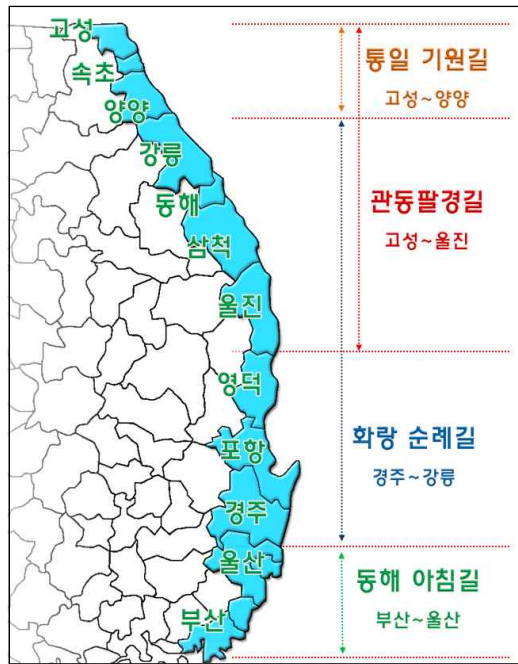 고성
속초
양양
강릉
동해
삼척
울진
영덕
포항
경주
울산
부산
통일 기원길
고성~양양
관동팔경길
고성~울진
화랑 순례길
경주~강릉
동해 아침길
부산~울산